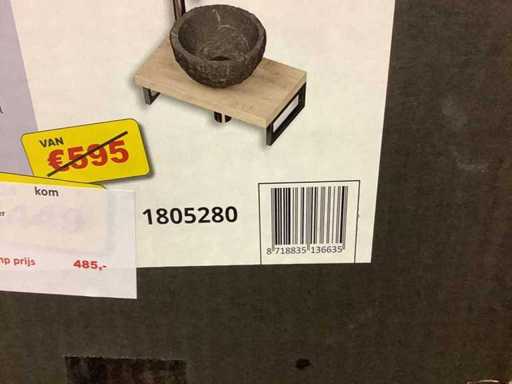 VAN
€595
kom
mp prijs 485,-
1805280
8 718835 136635